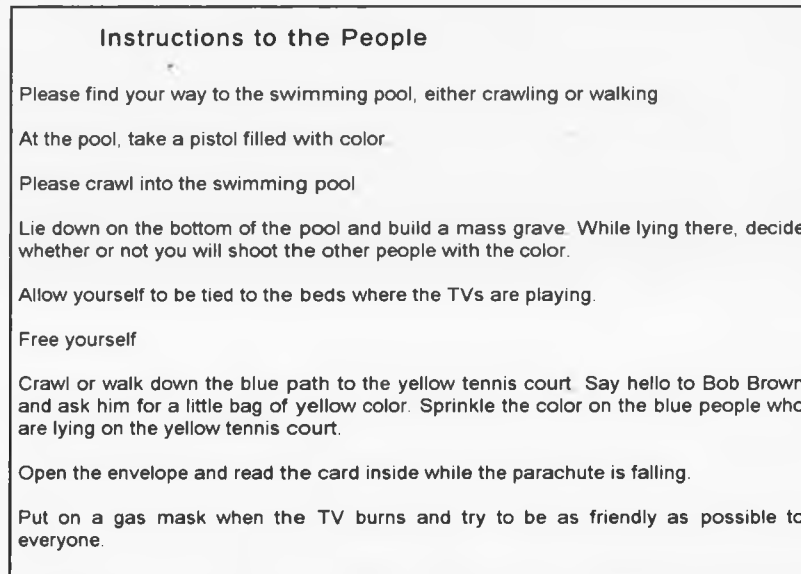 Instructions to the People
Please find your way to the swimming pool, either crawling or walking
At the pool, take a pistol filled with color
Please crawl into the swimming pool
Lie down on the bottom of the pool and build a mass grave. While lying there, decide
whether or not you will shoot the other people with the color.
Allow yourself to be tied to the beds where the TVs are playing.
Free yourself
Crawl or walk down the blue path to the yellow tennis court. Say hello to Bob Brown
and ask him for a little bag of yellow color. Sprinkle the color on the blue people who
are lying on the yellow tennis court.
Open the envelope and read the card inside while the parachute is falling.
Put on a gas mask when the TV burns and try to be as friendly as possible to
everyone.